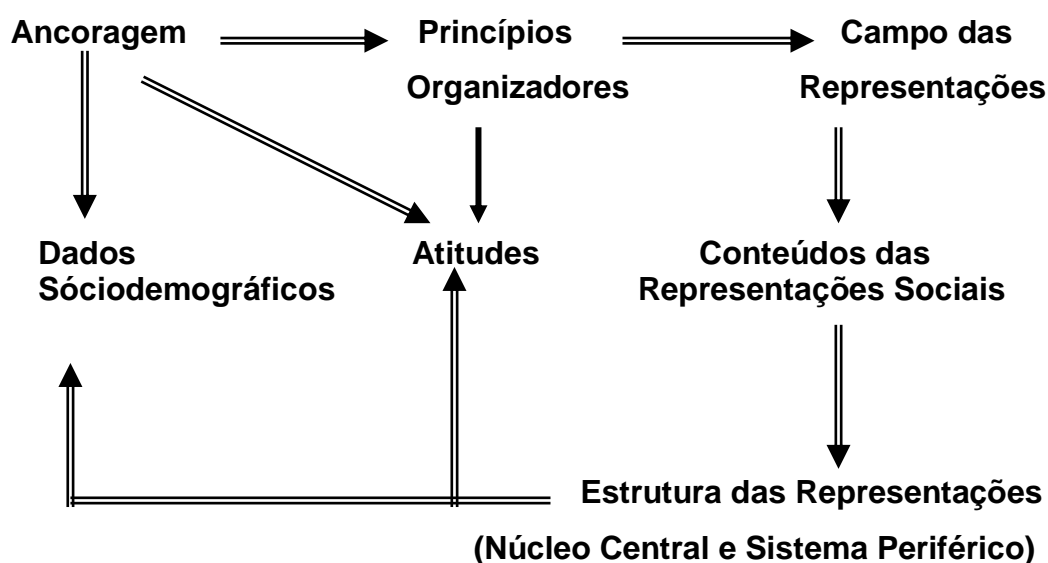 Ancoragem
Princípios
Organizadores
Campo das
Representações
Dados
Sóciodemográficos
Atitudes
Conteúdos das
Representações Sociais
Estrutura das Representações
(Núcleo Central e Sistema Periférico)